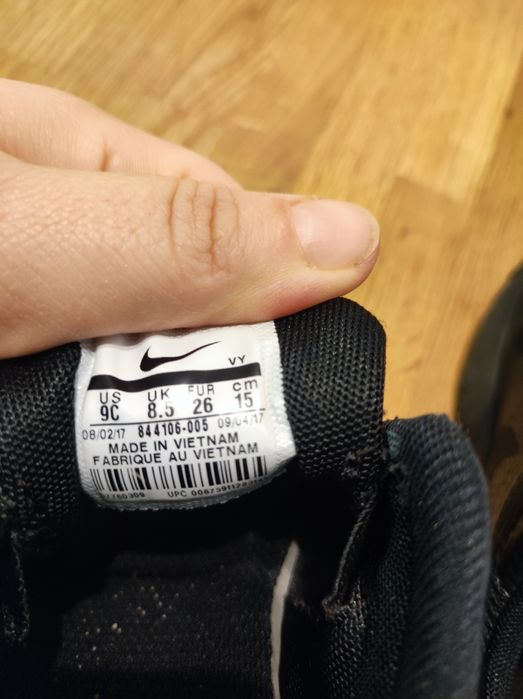 VY
US UK EUR cm
9C 8.5 26 15
08/02/17 844106-005 09/04/17
MADE IN VIETNAM
FABRIQUE AU VIETNAM
UPC